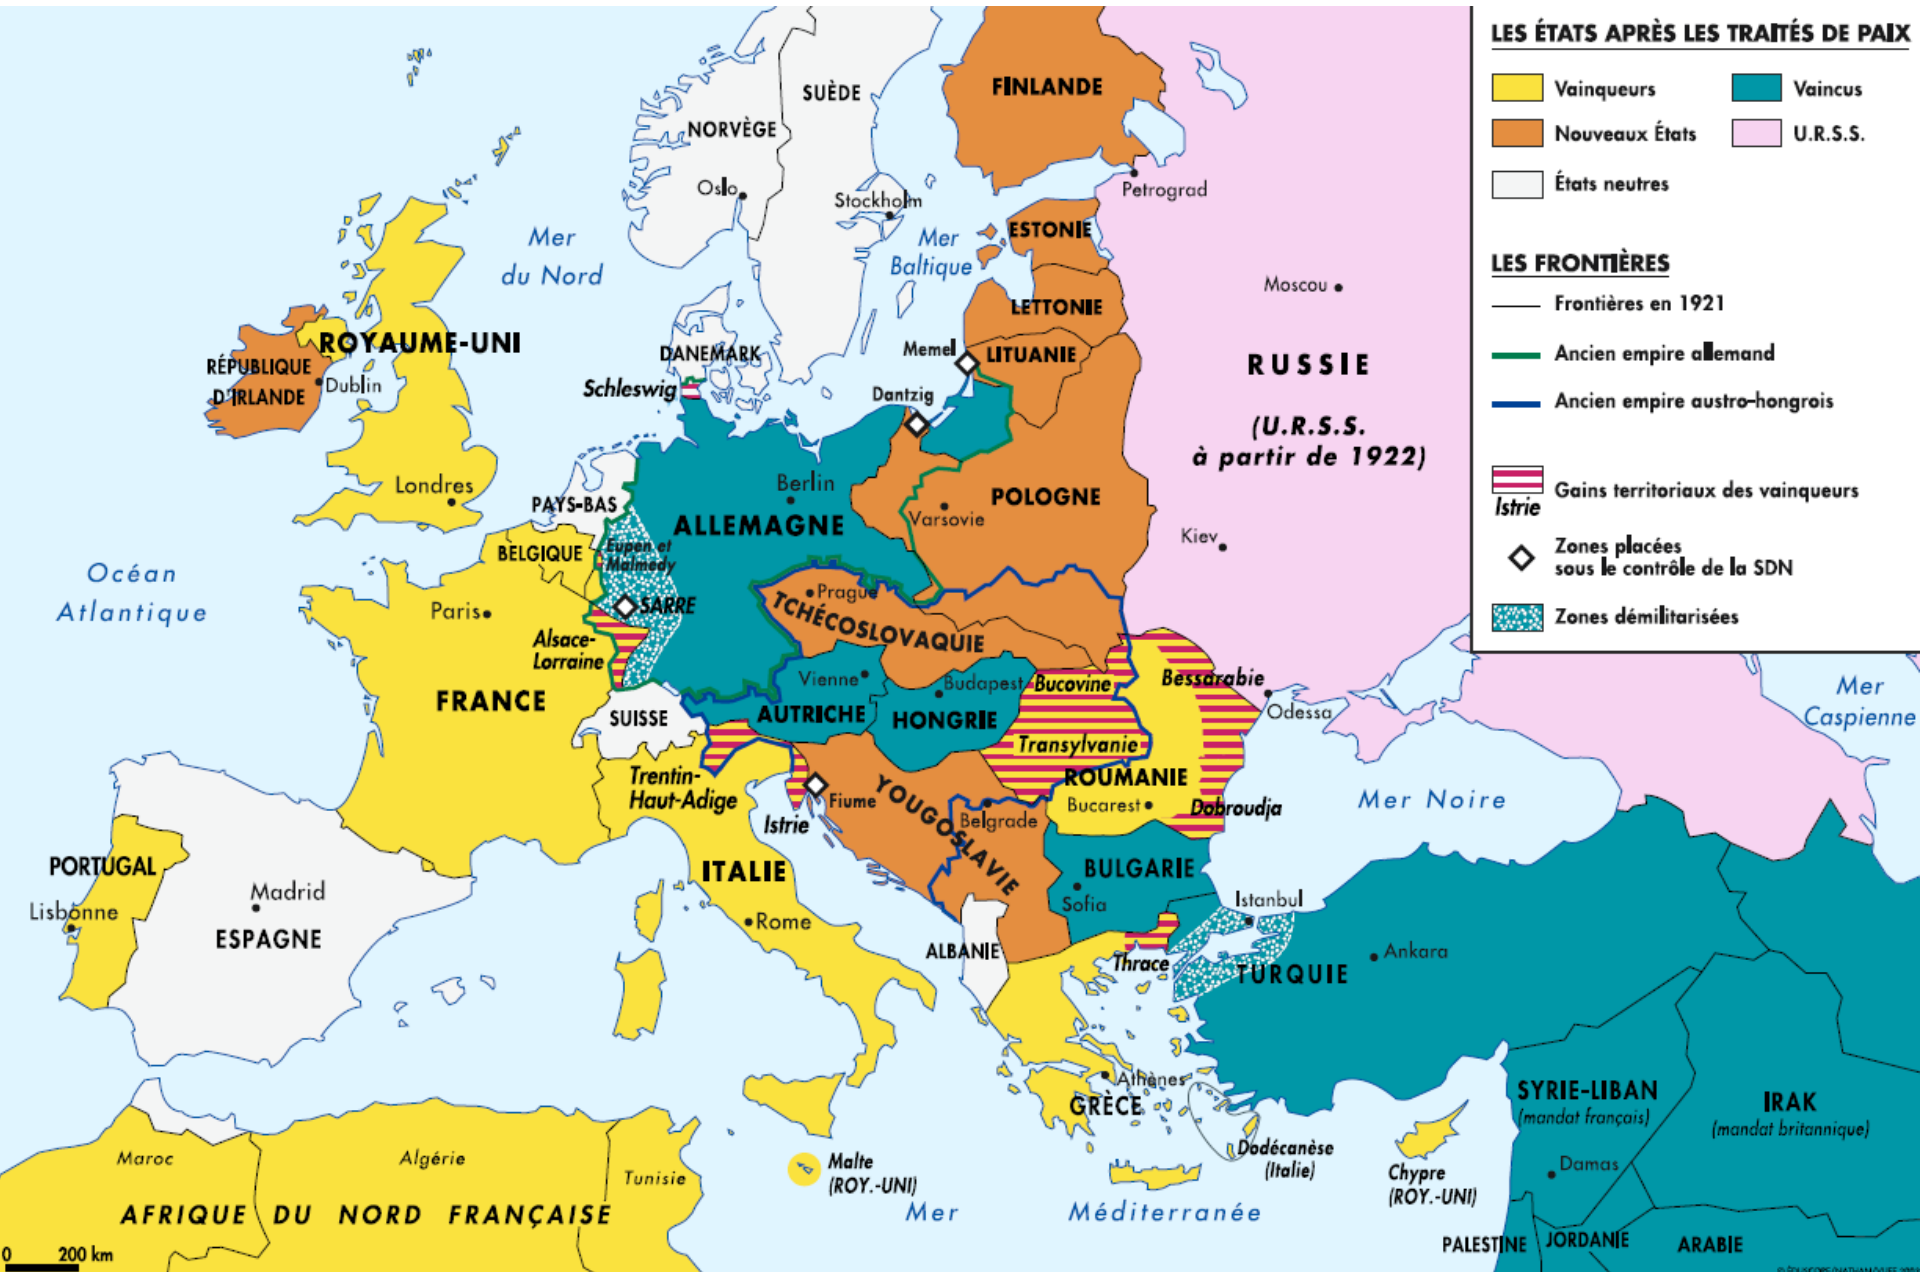 LES ÉTATS APRÈS LES TRAITÉS DE PAIX
Vainqueurs
Vaincus
Nouveaux États
U.R.S.S.
États neutres
LES FRONTIÈRES
Frontières en 1921
Ancien empire allemand
Ancien empire austro-hongrois
Istrie
Gains territoriaux des vainqueurs
Zones placées
sous le contrôle de la SDN
Zones démilitarisées
FINLANDE
SUÈDE
NORVÈGE
Oslo
Stockholm
Petrograd
Mer
du Nord
Mer
Baltique
ESTONIE
Moscou
LETTONIE
ROYAUME-UNI
DANEMARK
Memel
LITUANIE
RÉPUBLIQUE
D'IRLANDE
Dublin
Schleswig
Dantzig
RUSSIE
(U.R.S.S.
à partir de 1922)
Londres
PAYS-BAS
Berlin
ALLEMAGNE
POLOGNE
Varsovie
Kiev
BELGIQUE
Eupen et
Malmedy
Océan
Atlantique
Paris
SARRE
Prague
TCHÉCOSLOVAQUIE
Alsace-
Lorraine
FRANCE
Vienne
Budapest
Bucovine
Bessarabie
Odessa
Mer
Caspienne
SUISSE
AUTRICHE
HONGRIE
Transylvanie
Trentin-
Haut-Adige
Fiume
Istrie
YOUGOSLAVIE
Belgrade
ROUMANIE
Bucarest
Dobroudja
Mer Noire
PORTUGAL
Lisbonne
Madrid
ESPAGNE
ITALIE
Rome
BULGARIE
Sofia
Istanbul
ALBANIE
Thrace
TURQUIE
Ankara
Athènes
GRÈCE
Dodécanèse
(Italie)
SYRIE-LIBAN
(mandat français)
IRAK
(mandat britannique)
Damas
Chypre
(ROY.-UNI)
Malte
(ROY.-UNI)
Maroc
Algérie
Tunisie
AFRIQUE DU NORD FRANÇAISE
Mer Méditerranée
PALESTINE
JORDANIE
ARABIE
0 200 km